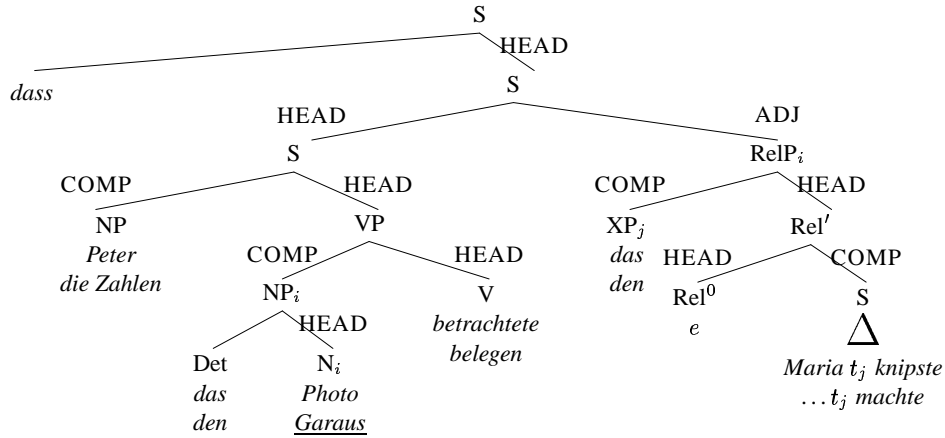 S
HEAD
dass
S
HEAD ADJ
S RelP_i
COMP HEAD COMP HEAD
NP VP XP_j Rel′
Peter das
die Zahlen den
COMP HEAD HEAD COMP
NP_i V Rel⁰ S
betrachtete e
belegen
HEAD
Det N_i Maria t_j knipste
das Photo … t_j machte
den Garaus